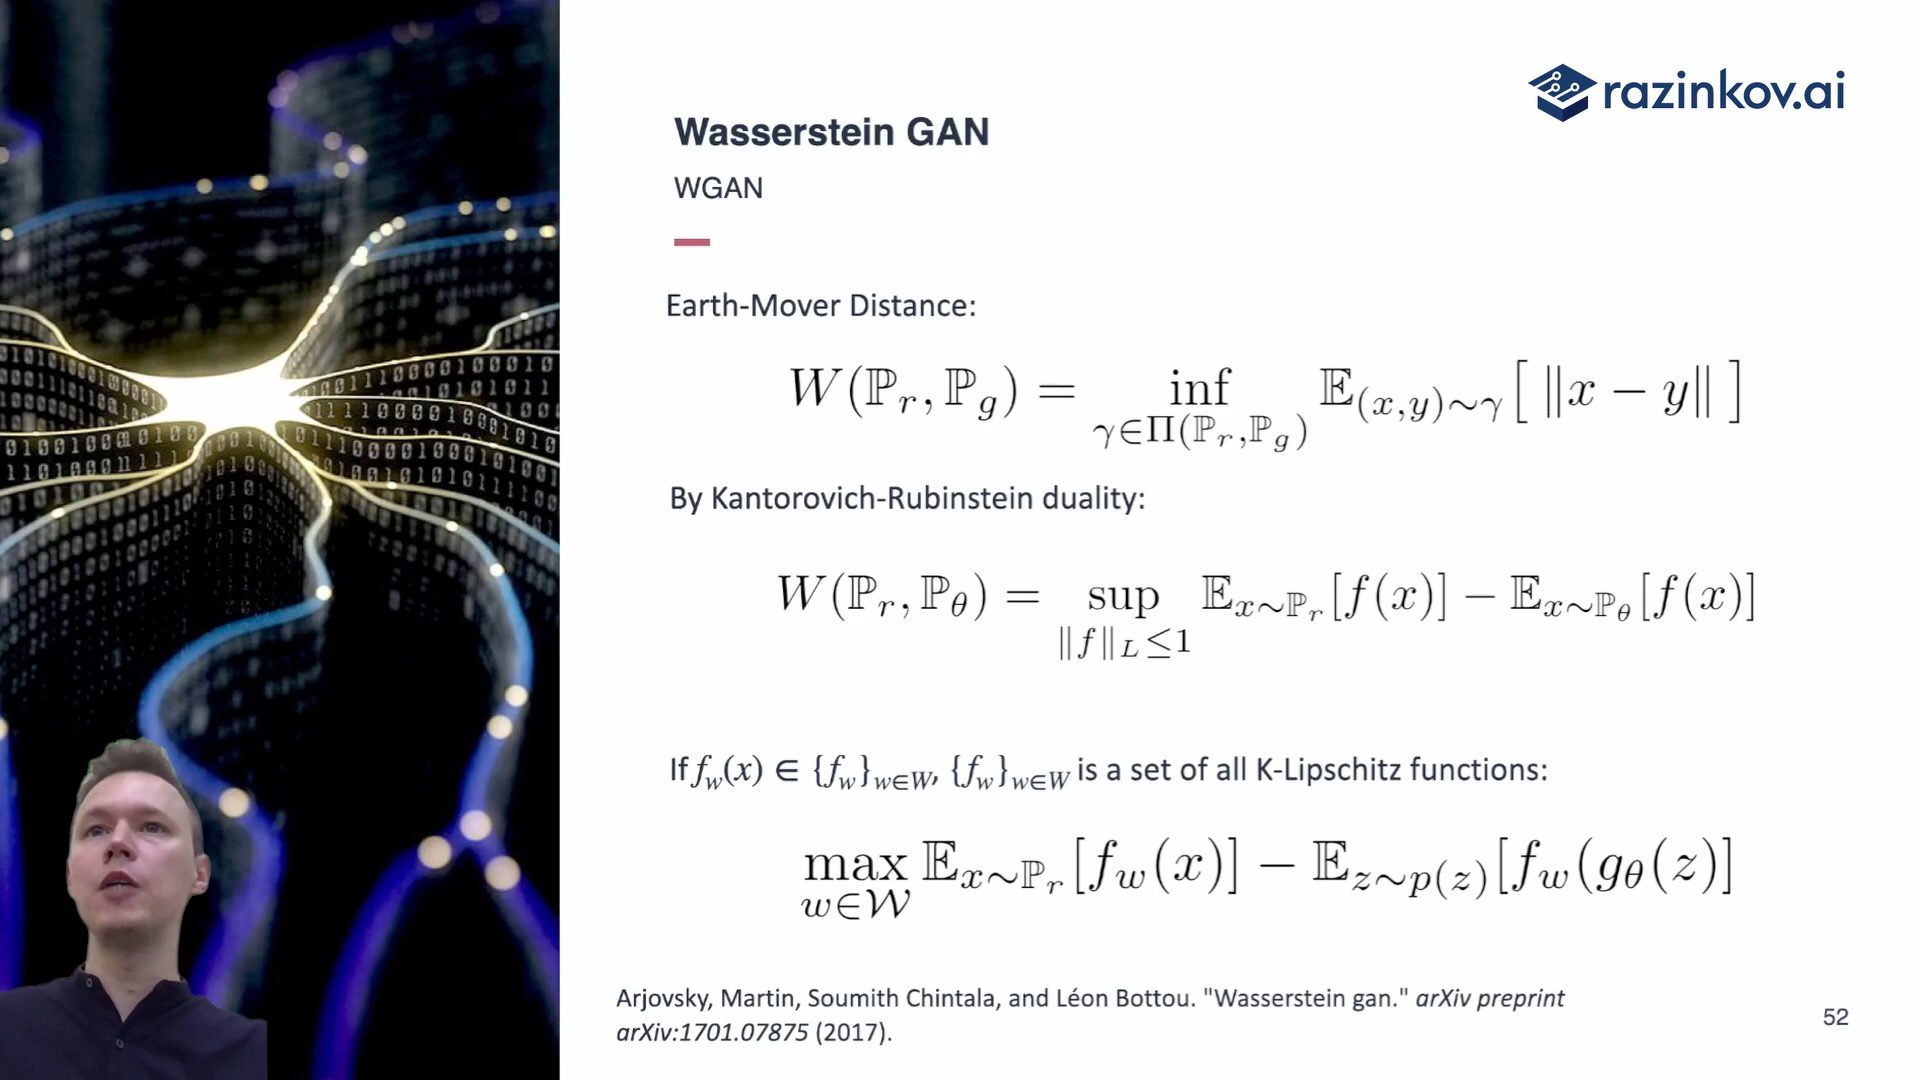 razinkov.ai
Wasserstein GAN
WGAN
Earth-Mover Distance:
W(ℙ_r, ℙ_g) = inf_{γ∈Π(ℙ_r,ℙ_g)} 𝔼_{(x,y)∼γ}[ ‖x − y‖ ]
By Kantorovich-Rubinstein duality:
W(ℙ_r, ℙ_θ) = sup_{‖f‖_L≤1} 𝔼_{x∼ℙ_r}[f(x)] − 𝔼_{x∼ℙ_θ}[f(x)]
If f_w(x) ∈ {f_w}_{w∈W}, {f_w}_{w∈W} is a set of all K-Lipschitz functions:
max_{w∈𝒲} 𝔼_{x∼ℙ_r}[f_w(x)] − 𝔼_{z∼p(z)}[f_w(g_θ(z)]
Arjovsky, Martin, Soumith Chintala, and Léon Bottou. "Wasserstein gan." arXiv preprint
arXiv:1701.07875 (2017).
52